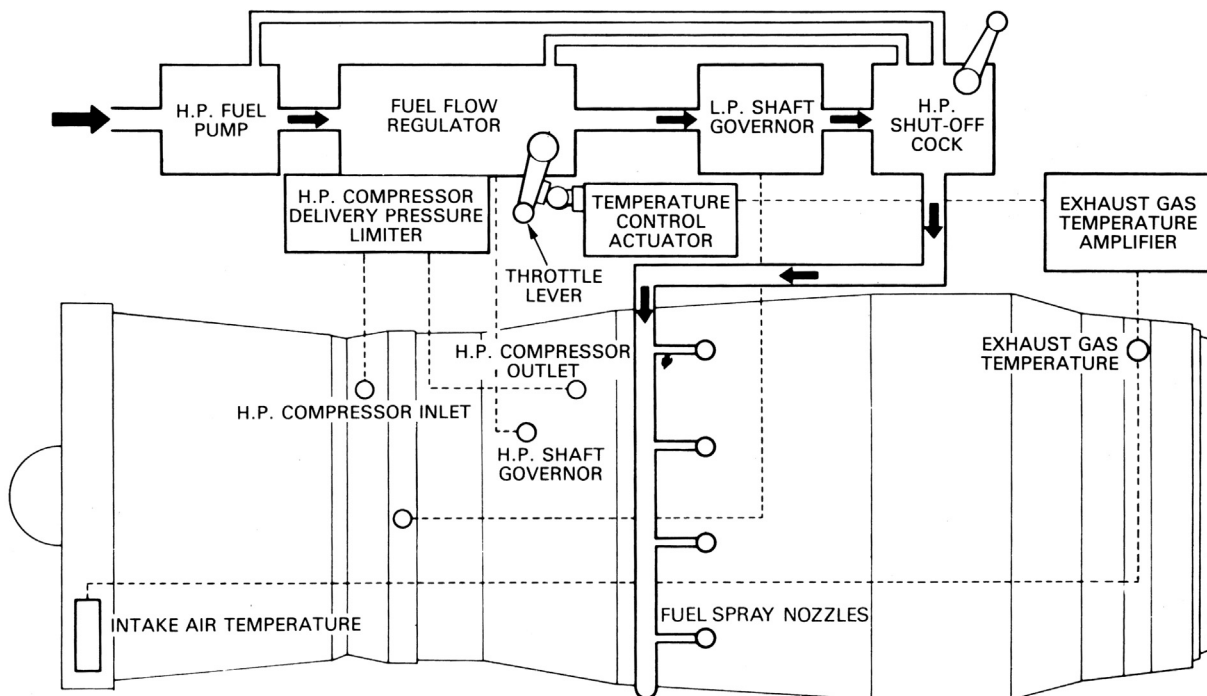 H.P. FUEL
PUMP
FUEL FLOW
REGULATOR
L.P. SHAFT
GOVERNOR
H.P.
SHUT-OFF
COCK
H.P. COMPRESSOR
DELIVERY PRESSURE
LIMITER
TEMPERATURE
CONTROL
ACTUATOR
EXHAUST GAS
TEMPERATURE
AMPLIFIER
THROTTLE
LEVER
H.P. COMPRESSOR
OUTLET
EXHAUST GAS
TEMPERATURE
H.P. COMPRESSOR INLET
H.P. SHAFT
GOVERNOR
INTAKE AIR TEMPERATURE
FUEL SPRAY NOZZLES